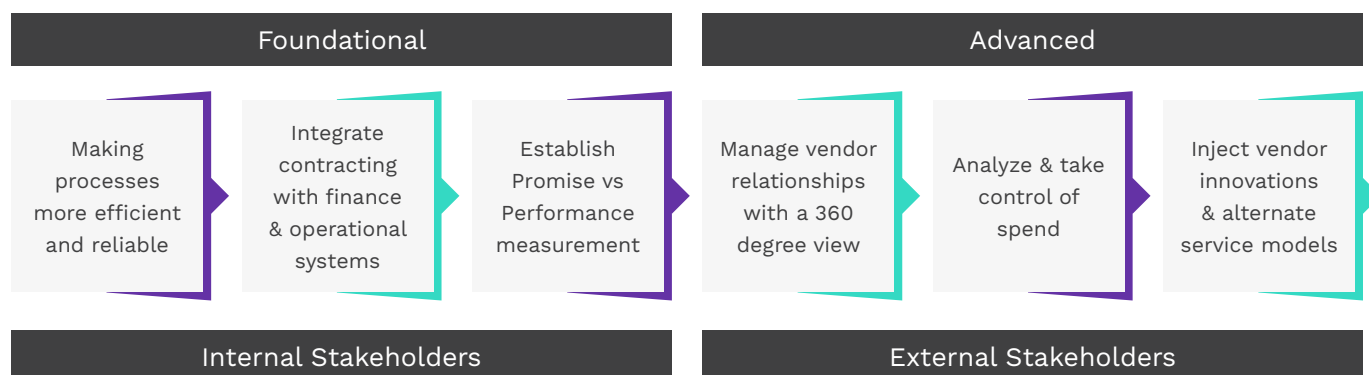 Foundational
Advanced
Making
processes
more efficient
and reliable
Integrate
contracting
with finance
& operational
systems
Establish
Promise vs
Performance
measurement
Manage vendor
relationships
with a 360
degree view
Analyze & take
control of
spend
Inject vendor
innovations
& alternate
service models
Internal Stakeholders
External Stakeholders